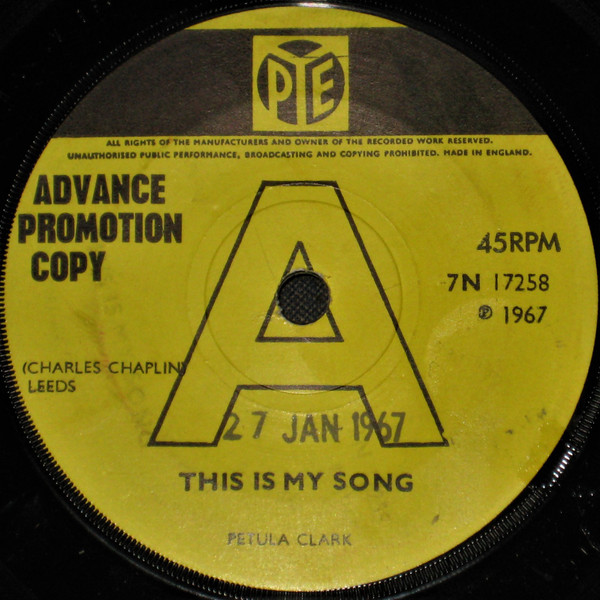 PYE
ALL RIGHTS OF THE MANUFACTURERS AND OWNER OF THE RECORDED WORK RESERVED.
UNAUTHORISED PUBLIC PERFORMANCE, BROADCASTING AND COPYING PROHIBITED. MADE IN ENGLAND.
ADVANCE
PROMOTION
COPY
A
45RPM
7N 17258
℗ 1967
(CHARLES CHAPLIN)
LEEDS
27 JAN 1967
THIS IS MY SONG
PETULA CLARK